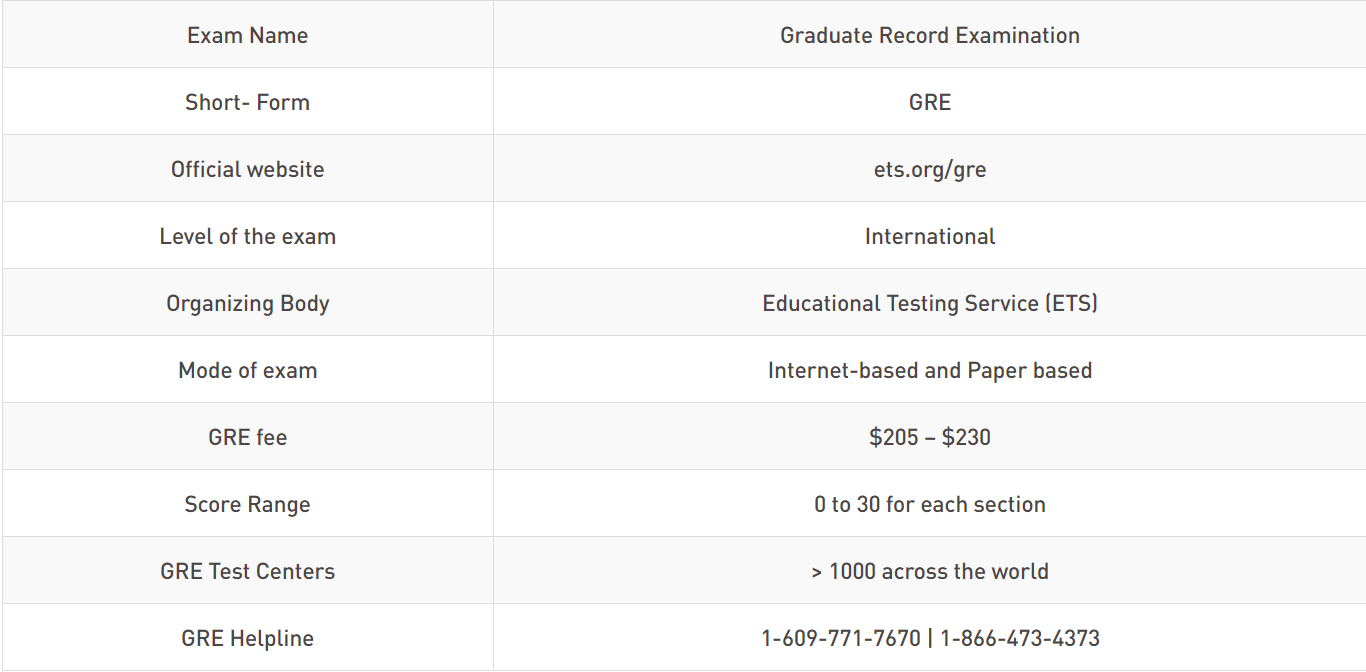 Exam Name Graduate Record Examination
Short- Form GRE
Official website ets.org/gre
Level of the exam International
Organizing Body Educational Testing Service (ETS)
Mode of exam Internet-based and Paper based
GRE fee $205 – $230
Score Range 0 to 30 for each section
GRE Test Centers > 1000 across the world
GRE Helpline 1-609-771-7670 | 1-866-473-4373